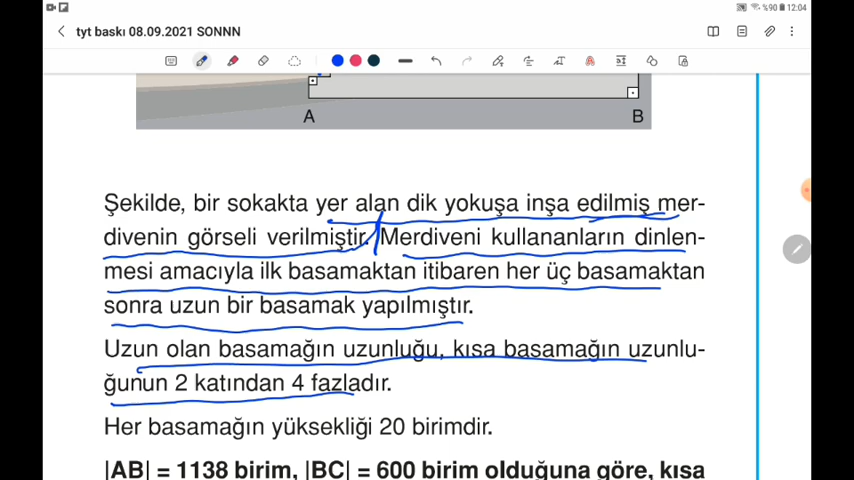 %90 12:04
tyt baskı 08.09.2021 SONNN
A B
Şekilde, bir sokakta yer alan dik yokuşa inşa edilmiş mer-
divenin görseli verilmiştir. Merdiveni kullananların dinlen-
mesi amacıyla ilk basamaktan itibaren her üç basamaktan
sonra uzun bir basamak yapılmıştır.
Uzun olan basamağın uzunluğu, kısa basamağın uzunlu-
ğunun 2 katından 4 fazladır.
Her basamağın yüksekliği 20 birimdir.
|AB| = 1138 birim, |BC| = 600 birim olduğuna göre, kısa